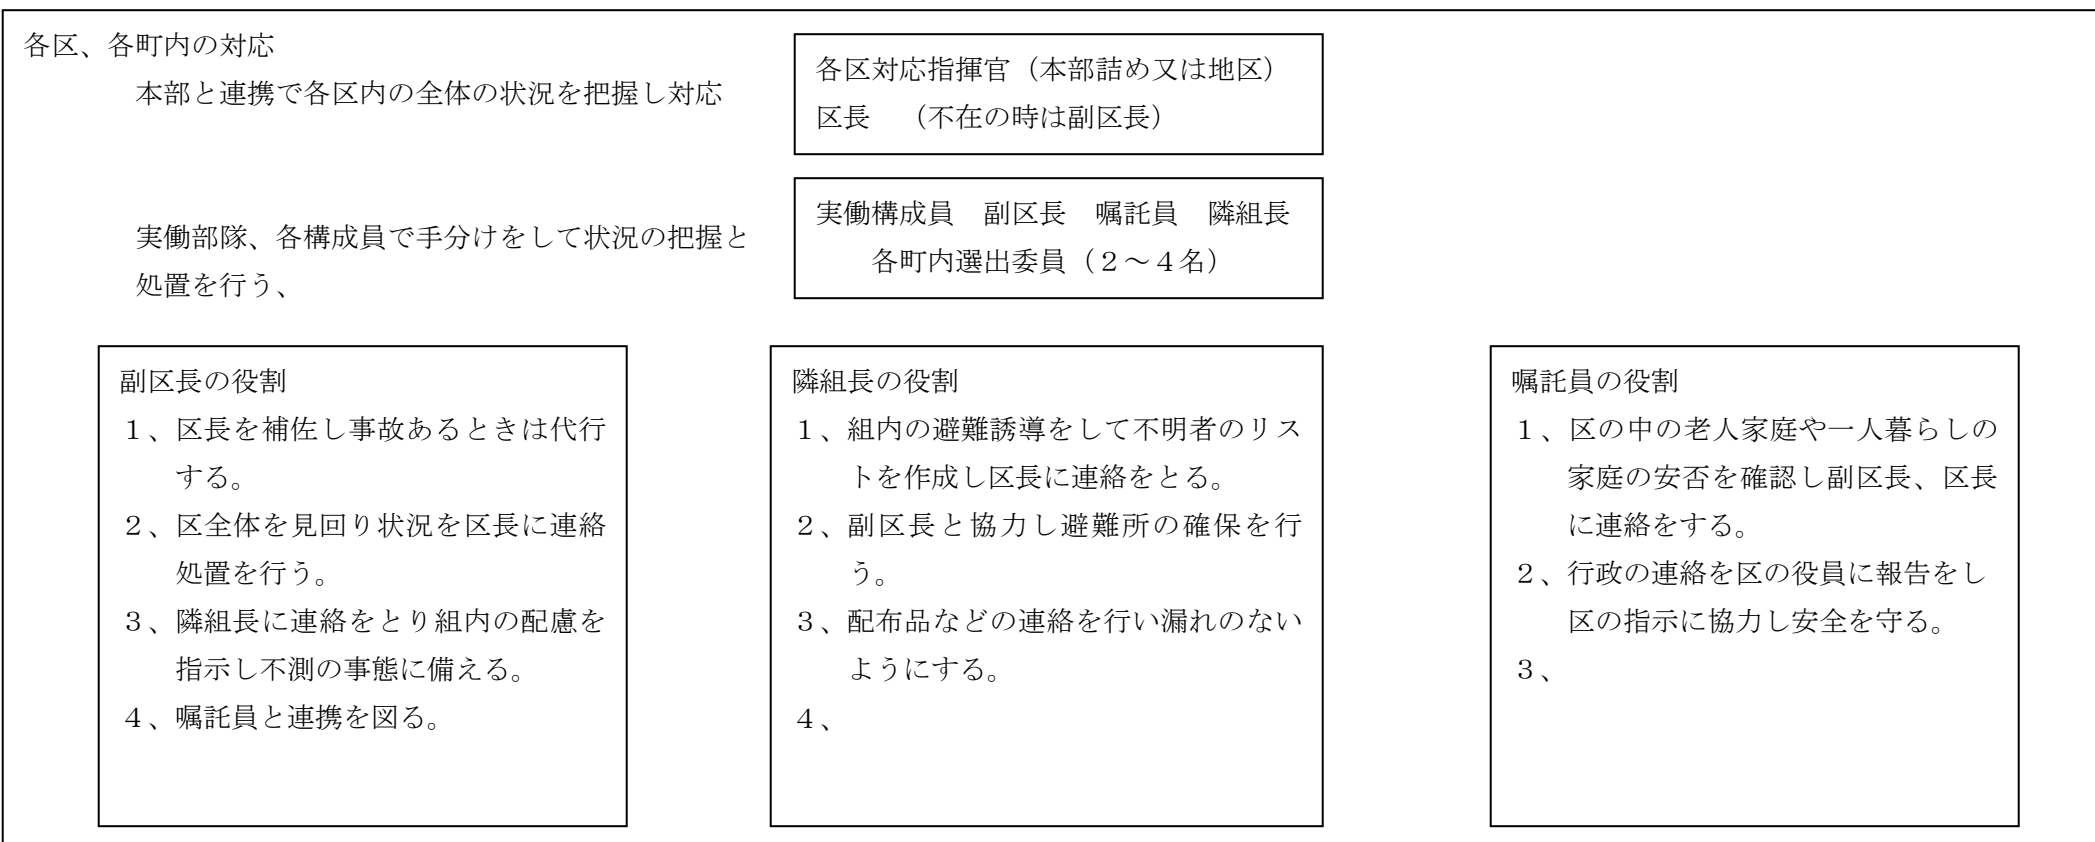 各区、各町内の対応
本部と連携で各区内の全体の状況を把握し対応
各区対応指揮官（本部詰め又は地区）
区長　（不在の時は副区長）
実働部隊、各構成員で手分けをして状況の把握と
処置を行う、
実働構成員　副区長　嘱託員　隣組長
各町内選出委員（２～４名）
副区長の役割
１、区長を補佐し事故あるときは代行
する。
２、区全体を見回り状況を区長に連絡
処置を行う。
３、隣組長に連絡をとり組内の配慮を
指示し不測の事態に備える。
４、嘱託員と連携を図る。
隣組長の役割
１、組内の避難誘導をして不明者のリス
トを作成し区長に連絡をとる。
２、副区長と協力し避難所の確保を行
う。
３、配布品などの連絡を行い漏れのない
ようにする。
４、
嘱託員の役割
１、区の中の老人家庭や一人暮らしの
家庭の安否を確認し副区長、区長
に連絡をする。
２、行政の連絡を区の役員に報告をし
区の指示に協力し安全を守る。
３、